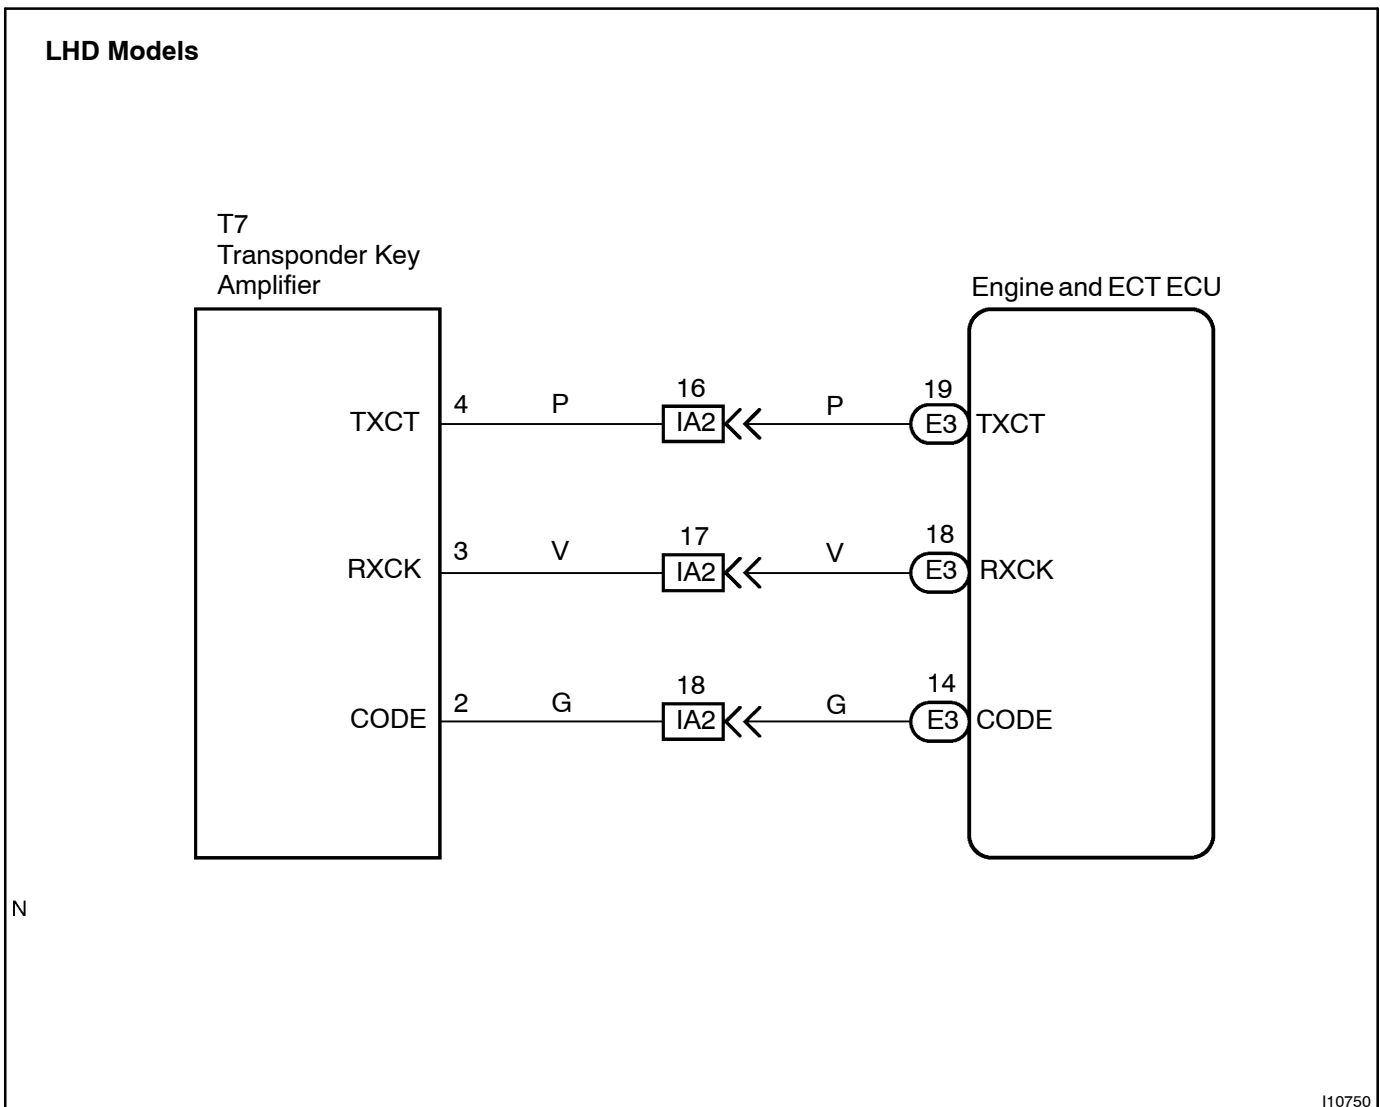 LHD Models
T7
Transponder Key
Amplifier
Engine and ECT ECU
TXCT 4 P 16 IA2 P 19 E3 TXCT
RXCK 3 V 17 IA2 V 18 E3 RXCK
CODE 2 G 18 IA2 G 14 E3 CODE
N
I10750